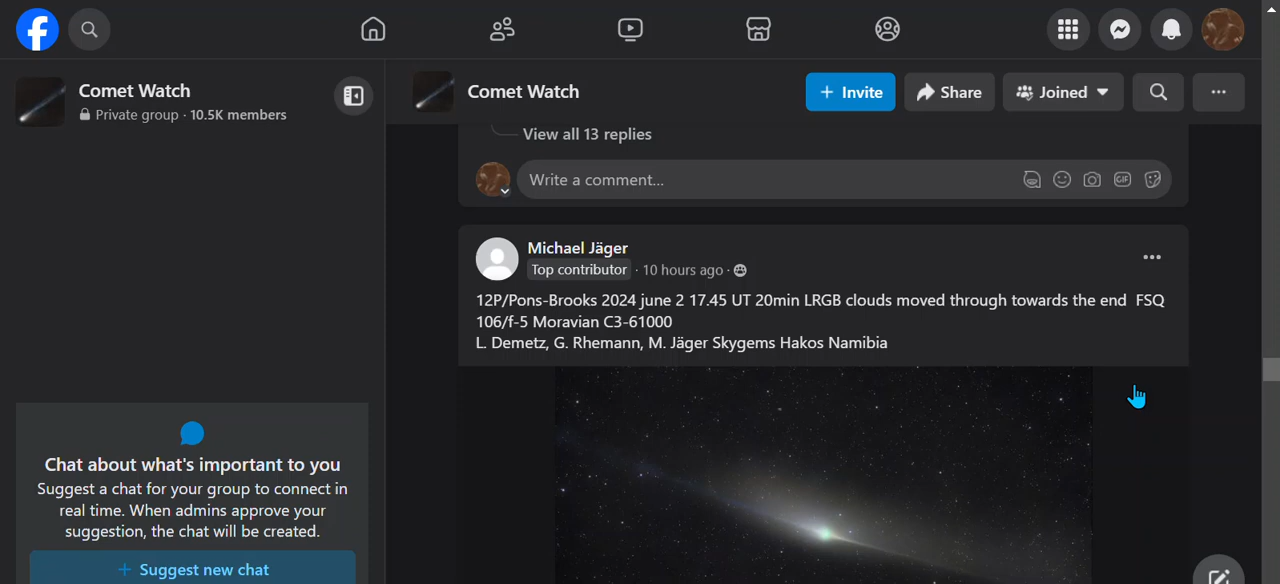 Comet Watch
Private group · 10.5K members
Chat about what's important to you
Suggest a chat for your group to connect in
real time. When admins approve your
suggestion, the chat will be created.
+ Suggest new chat
Comet Watch
+ Invite
Share
Joined
View all 13 replies
Write a comment...
GIF
Michael Jäger
Top contributor · 10 hours ago ·
12P/Pons-Brooks 2024 june 2 17.45 UT 20min LRGB clouds moved through towards the end FSQ
106/f-5 Moravian C3-61000
L. Demetz, G. Rhemann, M. Jäger Skygems Hakos Namibia